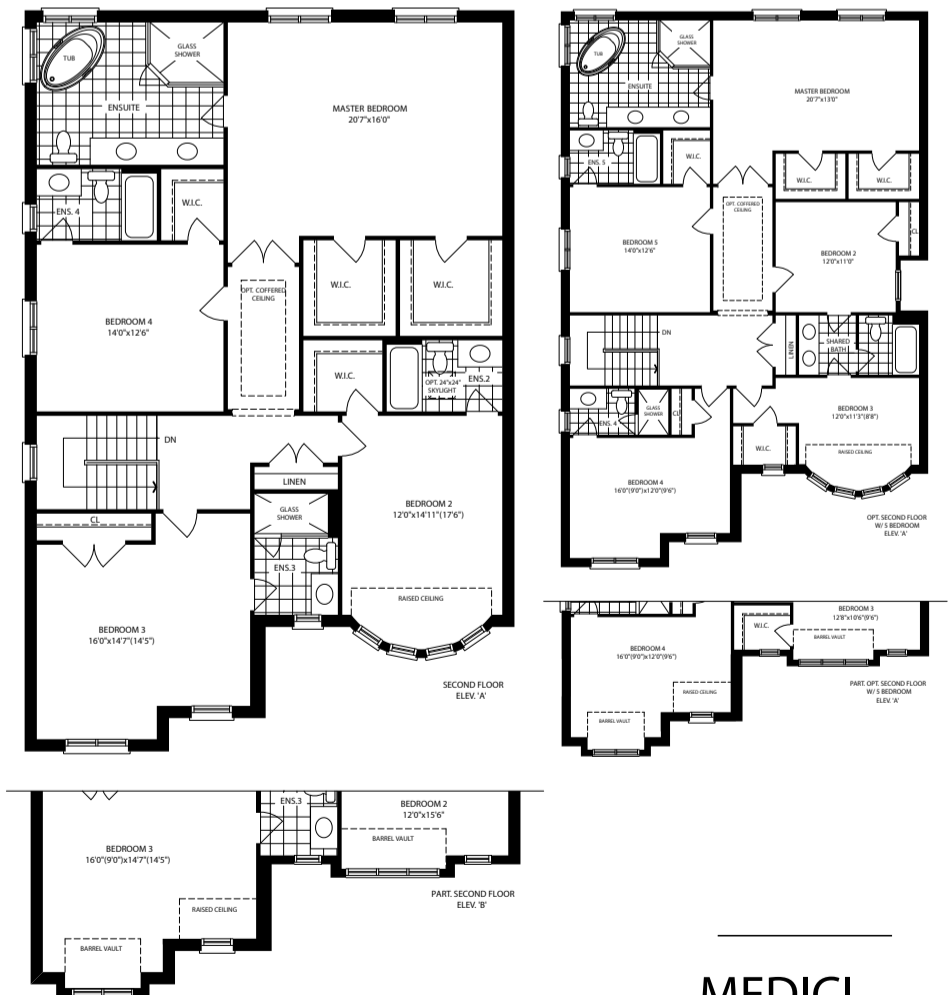 GLASS
SHOWER
TUB
ENSUITE
MASTER BEDROOM
20'7"x16'0"
ENS. 4
W.I.C.
OPT. COFFERED
CEILING
W.I.C.
W.I.C.
BEDROOM 4
14'0"x12'6"
W.I.C.
OPT. 24"x24"
SKYLIGHT
ENS.2
DN
LINEN
CL
GLASS
SHOWER
BEDROOM 2
12'0"x14'11"(17'6")
ENS.3
RAISED CEILING
BEDROOM 3
16'0"x14'7"(14'5")
SECOND FLOOR
ELEV. 'A'
GLASS
SHOWER
TUB
ENSUITE
MASTER BEDROOM
20'7"x13'0"
ENS. 5
W.I.C.
W.I.C.
W.I.C.
OPT. COFFERED
CEILING
CL
BEDROOM 5
14'0"x12'6"
BEDROOM 2
12'0"x11'0"
DN
LINEN
SHARED
BATH
ENS. 4
GLASS
SHOWER
CL
BEDROOM 3
12'0"x11'3"(8'8")
W.I.C.
RAISED CEILING
BEDROOM 4
16'0"(9'0")x12'0"(9'6")
OPT. SECOND FLOOR
W/ 5 BEDROOM
ELEV. 'A'
BEDROOM 3
12'8"x10'6"(9'6")
W.I.C.
BARREL VAULT
BEDROOM 4
16'0"(9'0")x12'0"(9'6")
RAISED CEILING
BARREL VAULT
PART. OPT. SECOND FLOOR
W/ 5 BEDROOM
ELEV. 'A'
ENS.3
BEDROOM 2
12'0"x15'6"
BARREL VAULT
BEDROOM 3
16'0"(9'0")x14'7"(14'5")
RAISED CEILING
BARREL VAULT
PART. SECOND FLOOR
ELEV. 'B'
MEDICI